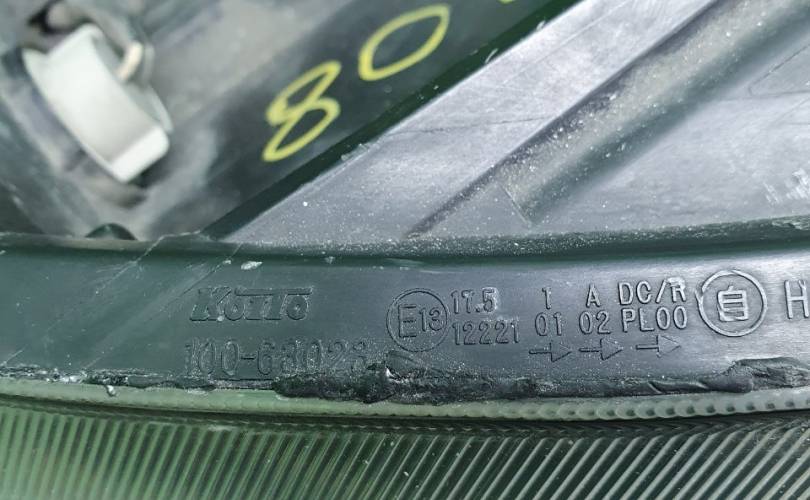 80
KOITO
100-63023
E13 17.5 1 A DC/R 自 H
12221 01 02 PL00
→ → →